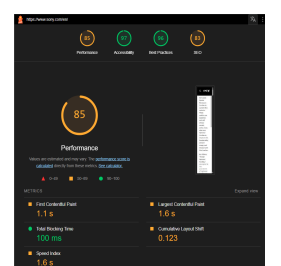 https://www.sony.com/en/
85
97
96
83
Performance
Accessibility
Best Practices
SEO
85
Performance
Values are estimated and may vary. The performance score is
calculated directly from these metrics. See calculator.
0–49
50–89
90–100
METRICS
Expand view
First Contentful Paint
1.1 s
Largest Contentful Paint
1.6 s
Total Blocking Time
100 ms
Cumulative Layout Shift
0.123
Speed Index
1.6 s